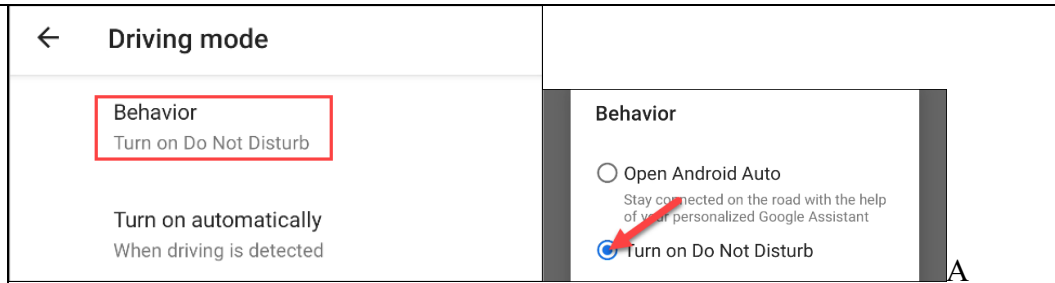 Driving mode
Behavior
Turn on Do Not Disturb
Turn on automatically
When driving is detected
Behavior
Open Android Auto
Stay connected on the road with the help
of your personalized Google Assistant
Turn on Do Not Disturb
A